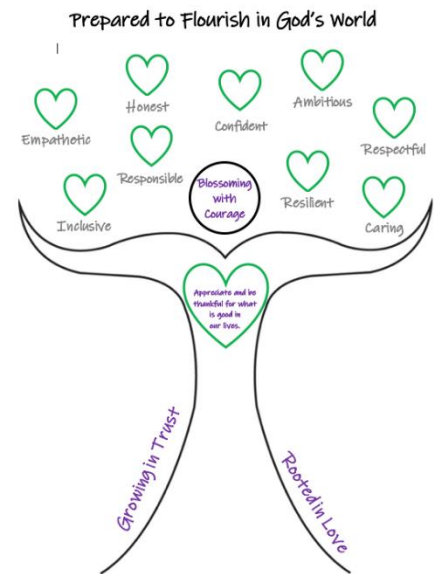 Prepared to Flourish in God's World
Honest
Ambitious
Empathetic
Confident
Respectful
Responsible
Resilient
Inclusive
Caring
Blossoming
with
Courage
Appreciate and be
thankful for what
is good in
our lives.
Growing in Trust
Rooted in Love